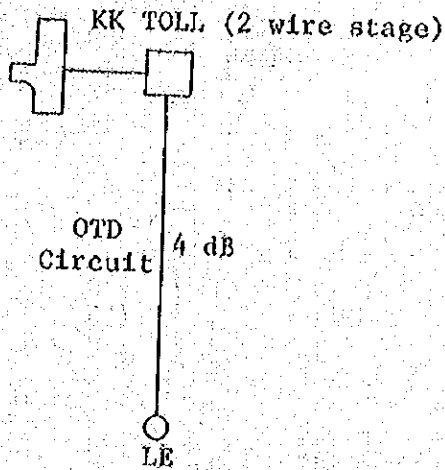 KK TOLL (2 wire stage)
OTD
Circuit
4 dB
LE